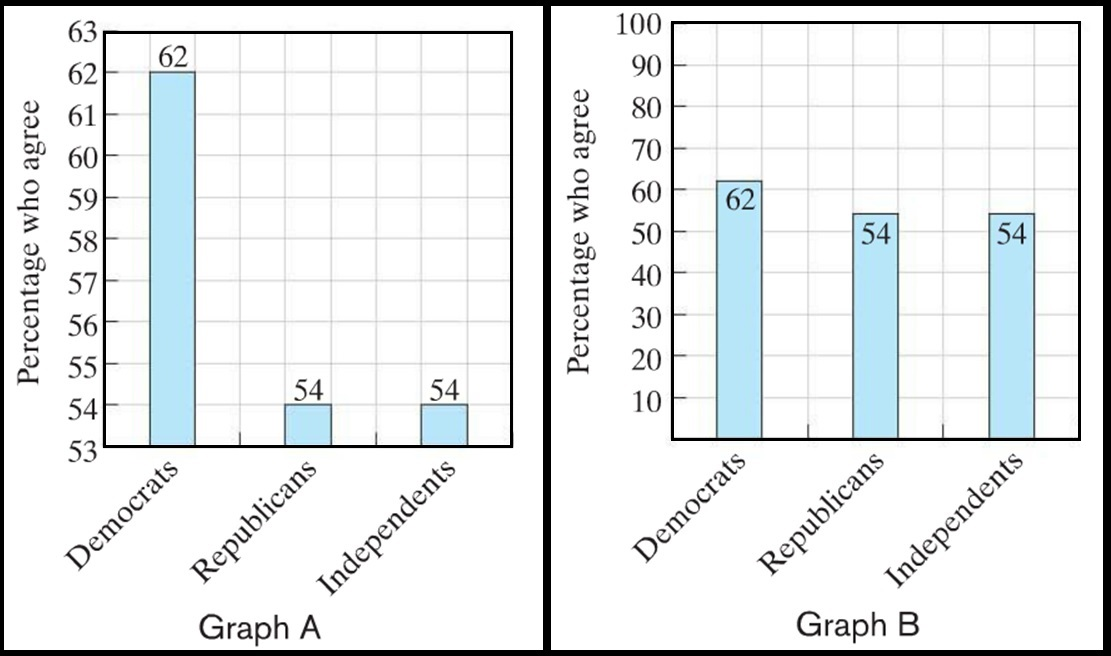 Percentage who agree
63
62
61
60
59
58
57
56
55
54
53
62
54
54
Democrats
Republicans
Independents
Graph A
Percentage who agree
100
90
80
70
60
50
40
30
20
10
62
54
54
Democrats
Republicans
Independents
Graph B